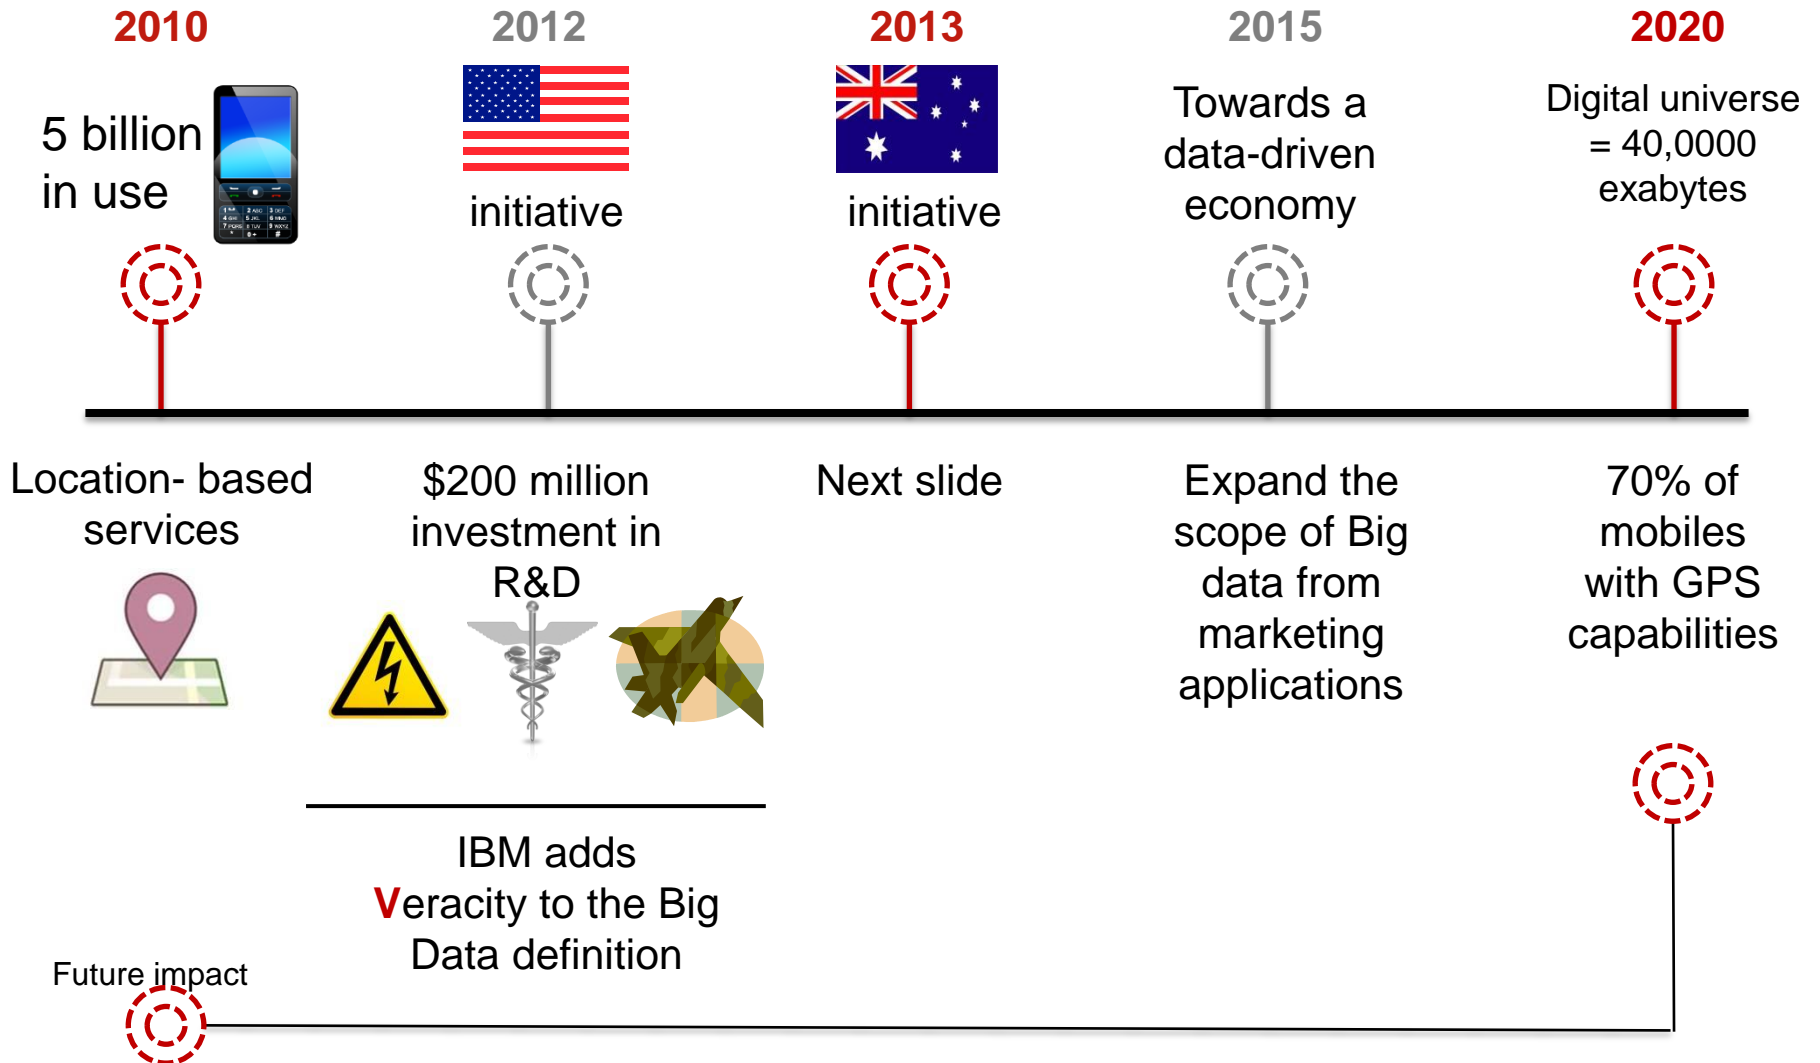 2010
2012
2013
2015
2020
5 billion
in use
initiative
initiative
Towards a
data-driven
economy
Digital universe
= 40,0000
exabytes
Location- based
services
$200 million
investment in
R&D
Next slide
Expand the
scope of Big
data from
marketing
applications
70% of
mobiles
with GPS
capabilities
IBM adds
Veracity to the Big
Data definition
Future impact